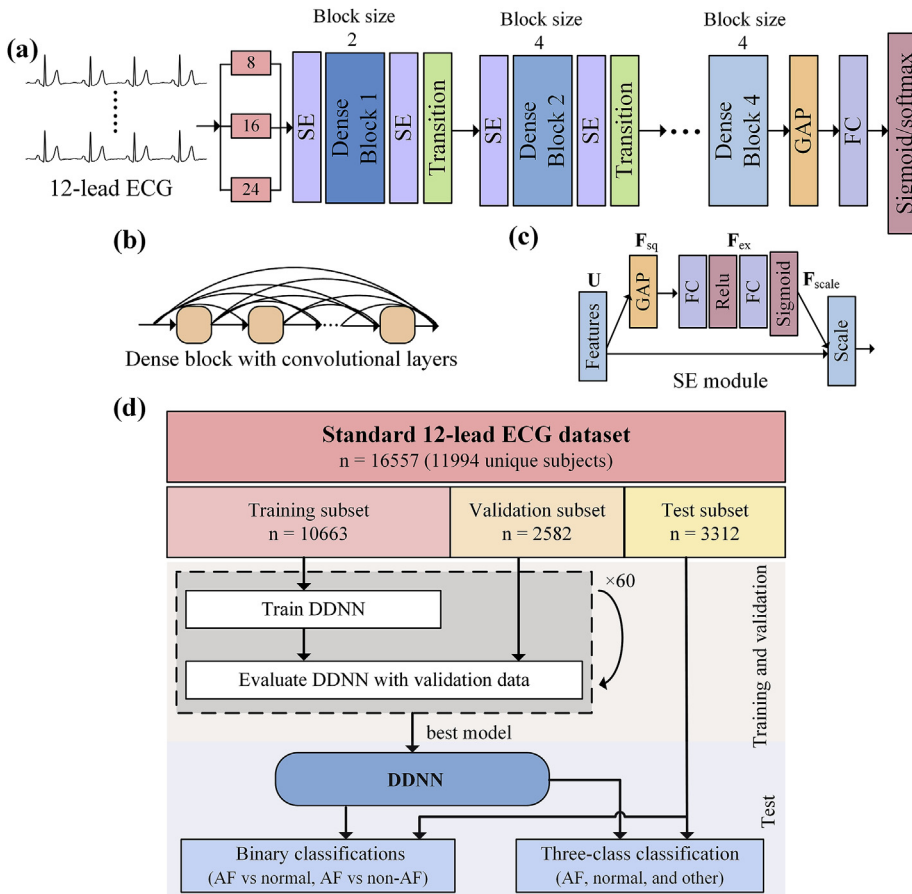 (a)
12-lead ECG
8
16
24
Block size
2
SE
Dense
Block 1
SE
Transition
Block size
4
SE
Dense
Block 2
SE
Transition
Block size
4
Dense
Block 4
GAP
FC
Sigmoid/softmax
(b)
Dense block with convolutional layers
(c)
U
Features
F_sq
GAP
F_ex
FC
Relu
FC
Sigmoid
F_scale
Scale
SE module
(d)
Standard 12-lead ECG dataset
n = 16557 (11994 unique subjects)
Training subset
n = 10663
Validation subset
n = 2582
Test subset
n = 3312
Train DDNN
×60
Evaluate DDNN with validation data
Training and validation
best model
DDNN
Test
Binary classifications
(AF vs normal, AF vs non-AF)
Three-class classification
(AF, normal, and other)